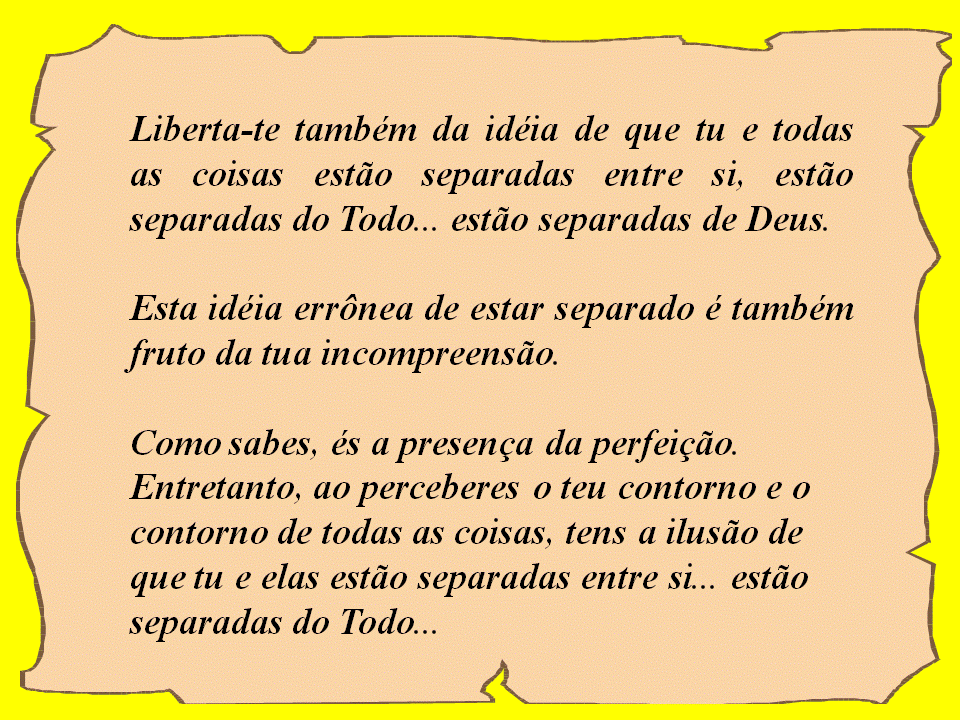 Liberta-te também da idéia de que tu e todas
as coisas estão separadas entre si, estão
separadas do Todo... estão separadas de Deus.
Esta idéia errônea de estar separado é também
fruto da tua incompreensão.
Como sabes, és a presença da perfeição.
Entretanto, ao perceberes o teu contorno e o
contorno de todas as coisas, tens a ilusão de
que tu e elas estão separadas entre si... estão
separadas do Todo...